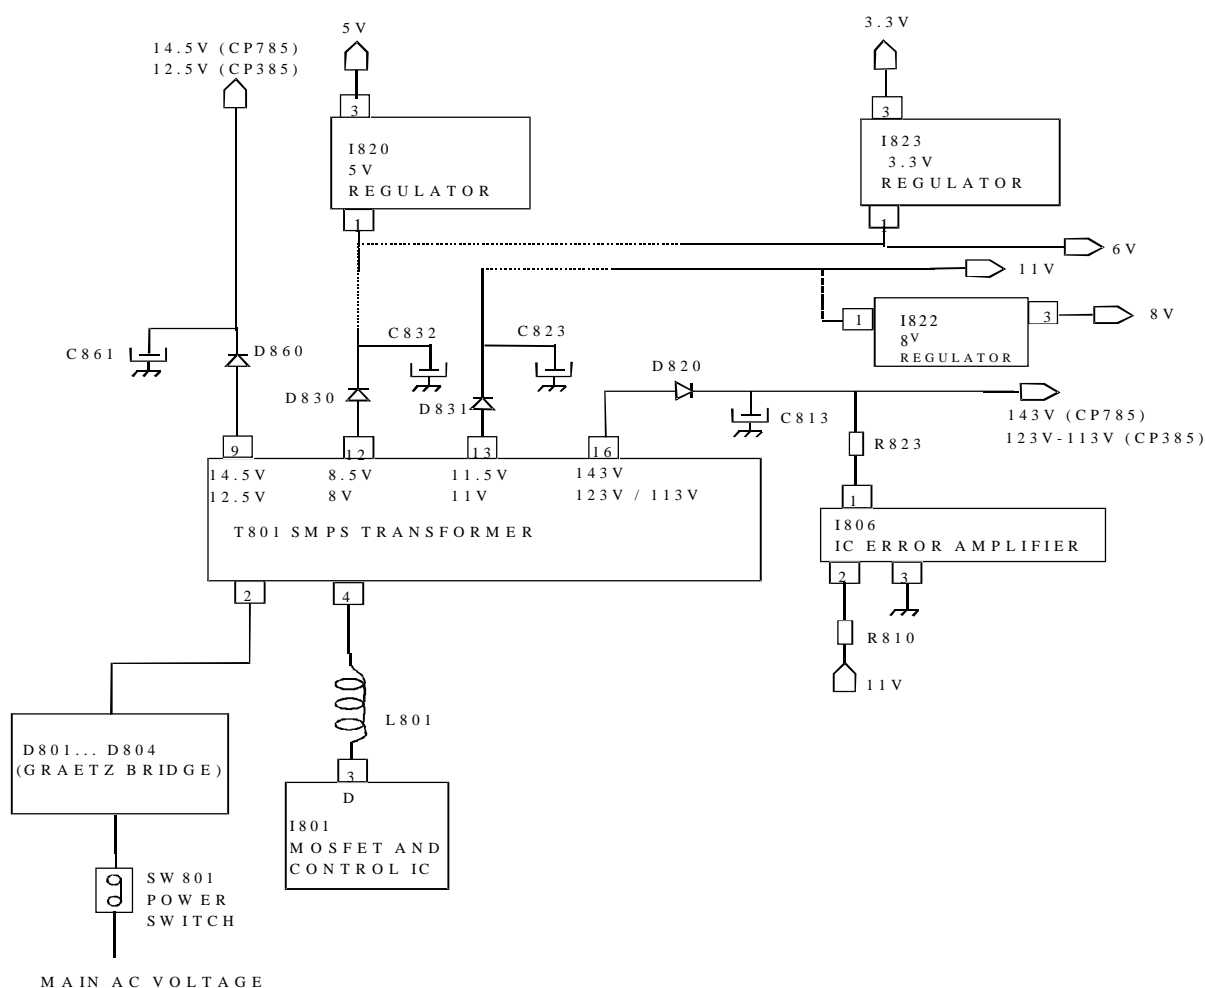 5V
3.3V
14.5V (CP785)
12.5V (CP385)
3
3
I820
5V
REGULATOR
I823
3.3V
REGULATOR
1
1
6V
11V
1
I822
8V
REGULATOR
3
8V
C861
D860
C832
C823
D830
D831
D820
C813
143V (CP785)
123V-113V (CP385)
R823
9
12
13
16
14.5V
12.5V
8.5V
8V
11.5V
11V
143V
123V / 113V
T801 SMPS TRANSFORMER
1
I806
IC ERROR AMPLIFIER
2
3
2
4
R810
11V
L801
D801... D804
(GRAETZ BRIDGE)
3
D
I801
MOSFET AND
CONTROL IC
SW801
POWER
SWITCH
MAIN AC VOLTAGE